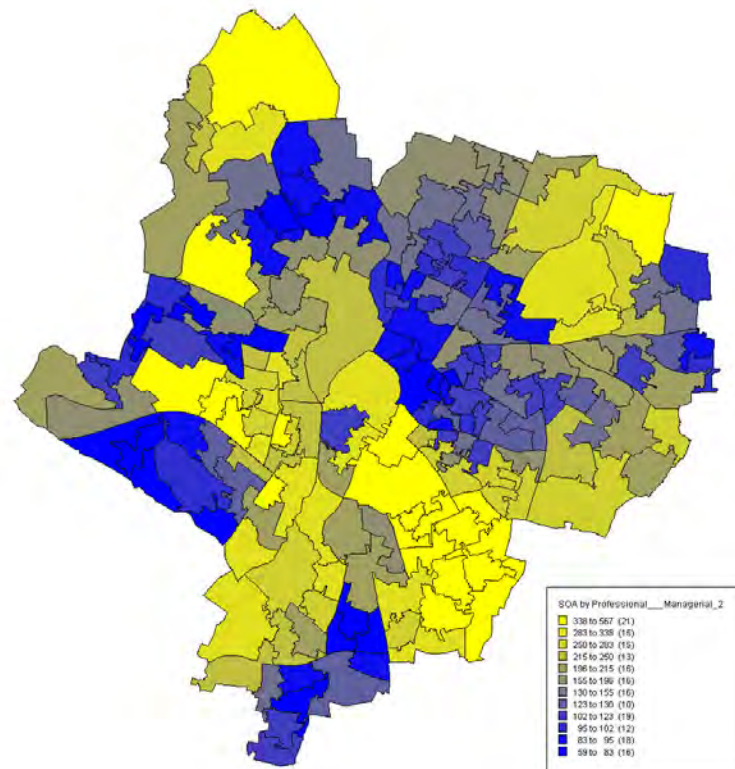 SOA by Professional___Managerial_2
338 to 567 (21)
283 to 338 (16)
250 to 283 (15)
215 to 250 (13)
196 to 215 (16)
155 to 196 (16)
130 to 155 (16)
123 to 130 (10)
102 to 123 (19)
95 to 102 (12)
83 to 95 (18)
59 to 83 (16)